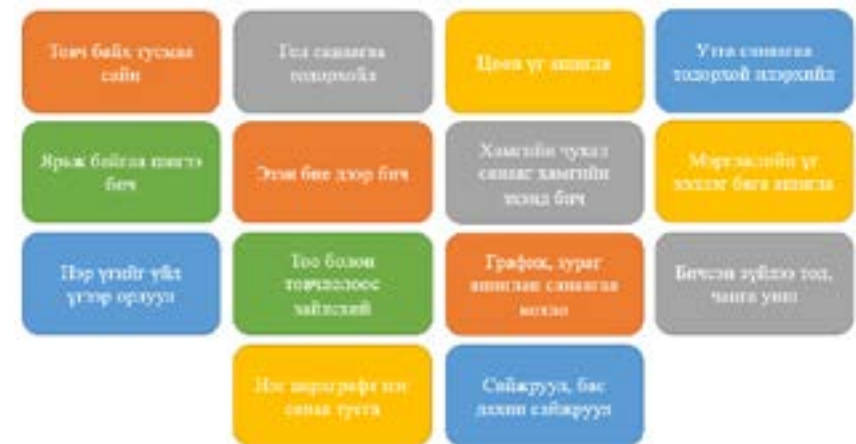 Товч байх тусмаа
сайн
Гол санаагаа
тодорхойл
Цөөн үг ашигла
Утга санаагаа
тодорхой илэрхийл
Ярьж байгаа шигээ
бич
Эзэн бие дээр бич
Хамгийн чухал
санааг хамгийн
эхэнд бич
Мэргэжлийн үг
хэллэг бага ашигла
Нэр үгийг үйл
үгээр орлуул
Тоо болон
товчлолоос
зайлсхий
График, зураг
ашиглан санаагаа
Бичсэн зүйлээ тод,
чанга унш
Нэг параграфт нэг
санаа тусга
Сайжруул, бас
дахин сайжруул